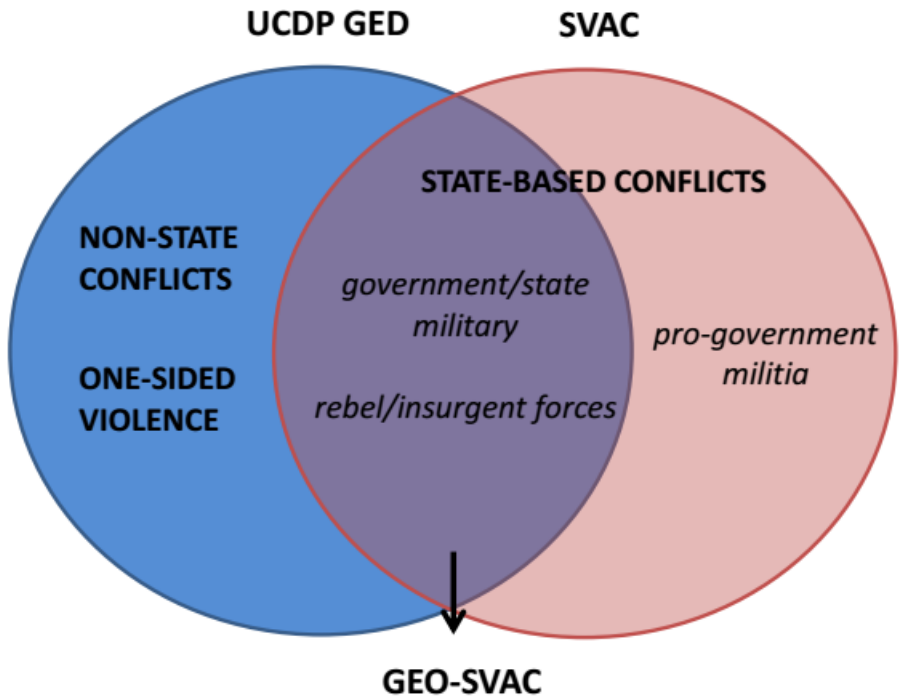 UCDP GED
SVAC
STATE-BASED CONFLICTS
NON-STATE
CONFLICTS
government/state
military
pro-government
militia
ONE-SIDED
VIOLENCE
rebel/insurgent forces
GEO-SVAC